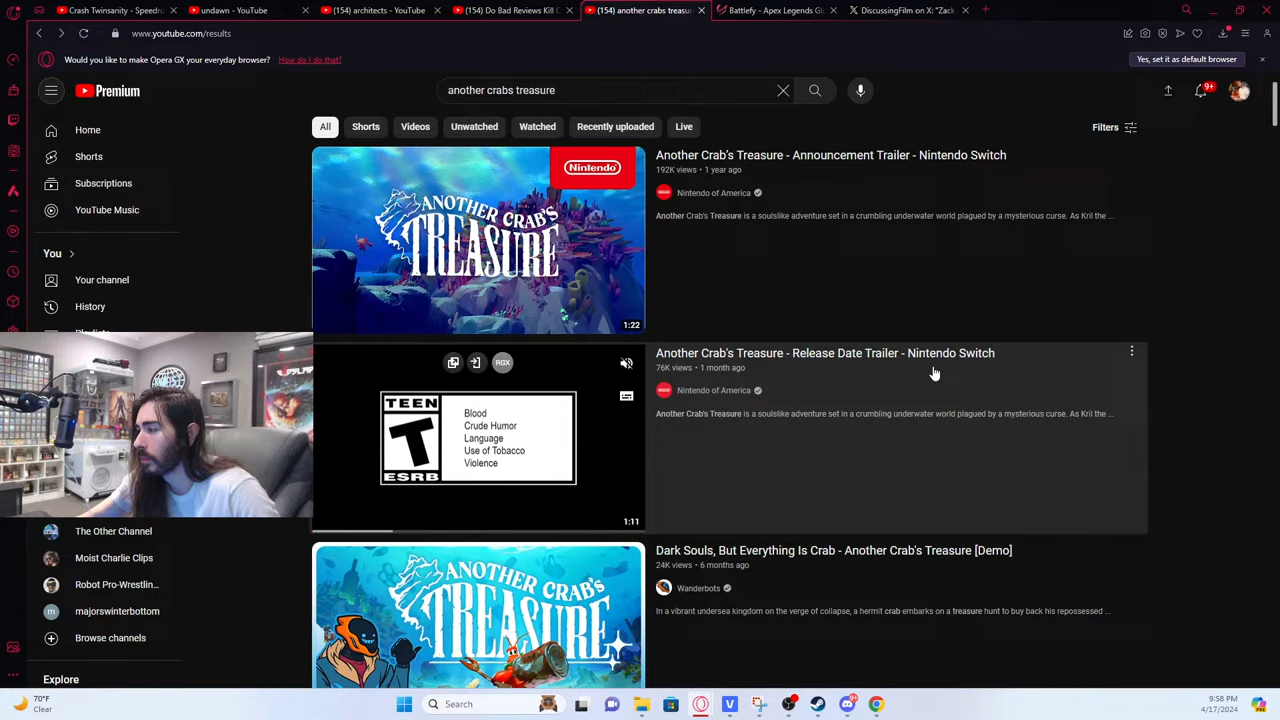 (154) Crash Twinsanity - Speedru
undawn - YouTube
(154) architects - YouTube
(154) Do Bad Reviews Kill C
(154) another crabs treasur
Battlefy - Apex Legends Gl
DiscussingFilm on X: "Zack
www.youtube.com/results
Would you like to make Opera GX your everyday browser? How do I do that?
Yes, set it as default browser
Premium
another crabs treasure
9+
Home
Shorts
Subscriptions
YouTube Music
You
Your channel
History
The Other Channel
Moist Charlie Clips
Robot Pro-Wrestlin...
majorswinterbottom
Browse channels
Explore
All
Shorts
Videos
Unwatched
Watched
Recently uploaded
Live
Filters
Nintendo
ANOTHER CRAB'S
TREASURE
1:22
Another Crab's Treasure - Announcement Trailer - Nintendo Switch
192K views • 1 year ago
Nintendo of America
Another Crab's Treasure is a soulslike adventure set in a crumbling underwater world plagued by a mysterious curse. As Kril the ...
RGX
TEEN
T
ESRB
Blood
Crude Humor
Language
Use of Tobacco
Violence
1:11
Another Crab's Treasure - Release Date Trailer - Nintendo Switch
76K views • 1 month ago
Nintendo of America
Another Crab's Treasure is a soulslike adventure set in a crumbling underwater world plagued by a mysterious curse. As Kril the ...
ANOTHER CRAB'S
TREASURE
Dark Souls, But Everything Is Crab - Another Crab's Treasure [Demo]
24K views • 6 months ago
Wanderbots
In a vibrant undersea kingdom on the verge of collapse, a hermit crab embarks on a treasure hunt to buy back his repossessed ...
70°F
Clear
Search
9+
9:58 PM
4/17/2024